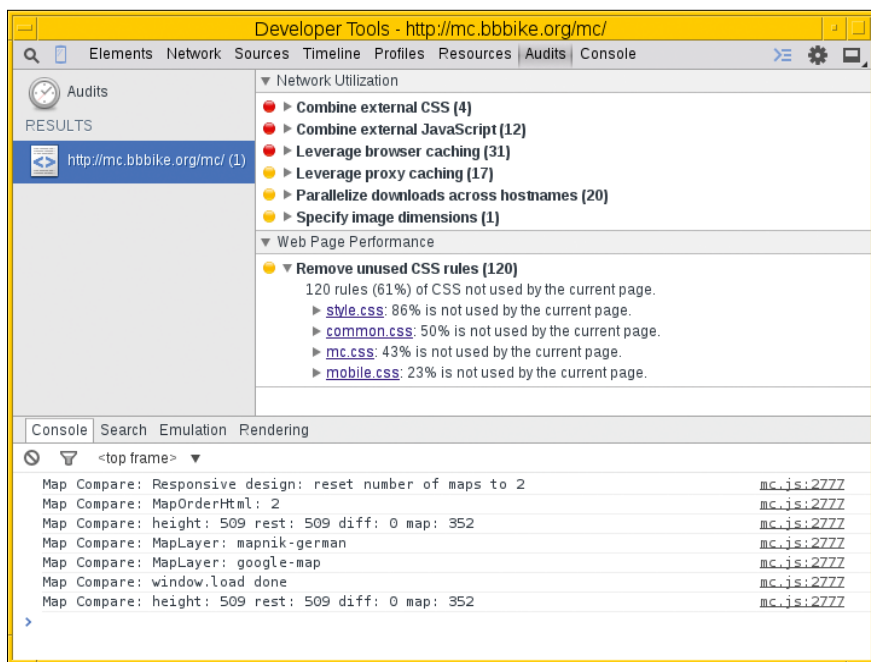 Developer Tools - http://mc.bbbike.org/mc/
Elements Network Sources Timeline Profiles Resources Audits Console
Audits
RESULTS
http://mc.bbbike.org/mc/ (1)
Network Utilization
Combine external CSS (4)
Combine external JavaScript (12)
Leverage browser caching (31)
Leverage proxy caching (17)
Parallelize downloads across hostnames (20)
Specify image dimensions (1)
Web Page Performance
Remove unused CSS rules (120)
120 rules (61%) of CSS not used by the current page.
style.css: 86% is not used by the current page.
common.css: 50% is not used by the current page.
mc.css: 43% is not used by the current page.
mobile.css: 23% is not used by the current page.
Console Search Emulation Rendering
<top frame>
Map Compare: Responsive design: reset number of maps to 2 mc.js:2777
Map Compare: MapOrderHtml: 2 mc.js:2777
Map Compare: height: 509 rest: 509 diff: 0 map: 352 mc.js:2777
Map Compare: MapLayer: mapnik-german mc.js:2777
Map Compare: MapLayer: google-map mc.js:2777
Map Compare: window.load done mc.js:2777
Map Compare: height: 509 rest: 509 diff: 0 map: 352 mc.js:2777